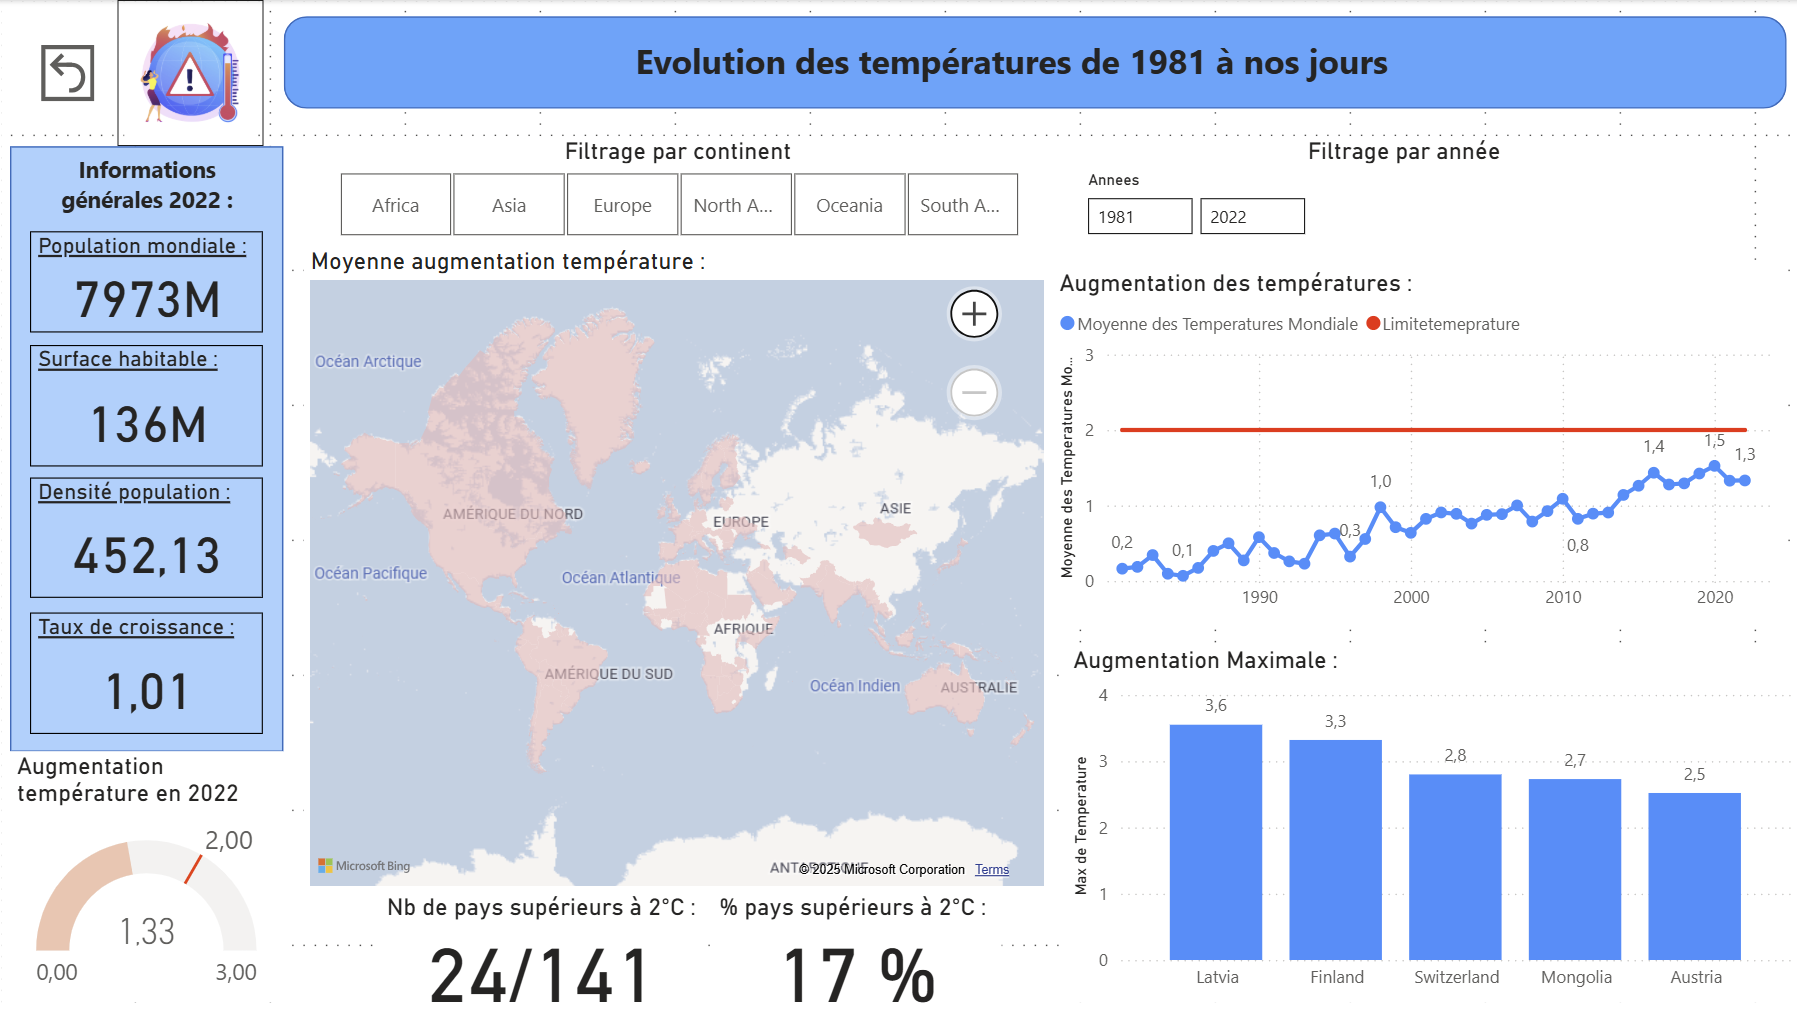 Evolution des températures de 1981 à nos jours
!
Informations
générales 2022 :
Population mondiale :
7973M
Surface habitable :
136M
Densité population :
452,13
Taux de croissance :
1,01
Augmentation
température en 2022
2,00
1,33
0,00
3,00
Filtrage par continent
Africa
Asia
Europe
North A...
Oceania
South A...
Filtrage par année
Annees
1981
2022
Moyenne augmentation température :
Océan Arctique
AMÉRIQUE DU NORD
EUROPE
ASIE
Océan Pacifique
Océan Atlantique
AFRIQUE
AMÉRIQUE DU SUD
Océan Indien
AUSTRALIE
Microsoft Bing
© 2025 Microsoft Corporation
Terms
Nb de pays supérieurs à 2°C :
24/141
% pays supérieurs à 2°C :
17 %
Augmentation des températures :
Moyenne des Temperatures Mondiale
Limitetemeprature
Moyenne des Temperatures Mo...
3
2
1
0
0,2
0,1
0,3
1,0
0,8
1,4
1,5
1,3
1990
2000
2010
2020
Augmentation Maximale :
Max de Temperature
4
3
2
1
0
3,6
3,3
2,8
2,7
2,5
Latvia
Finland
Switzerland
Mongolia
Austria